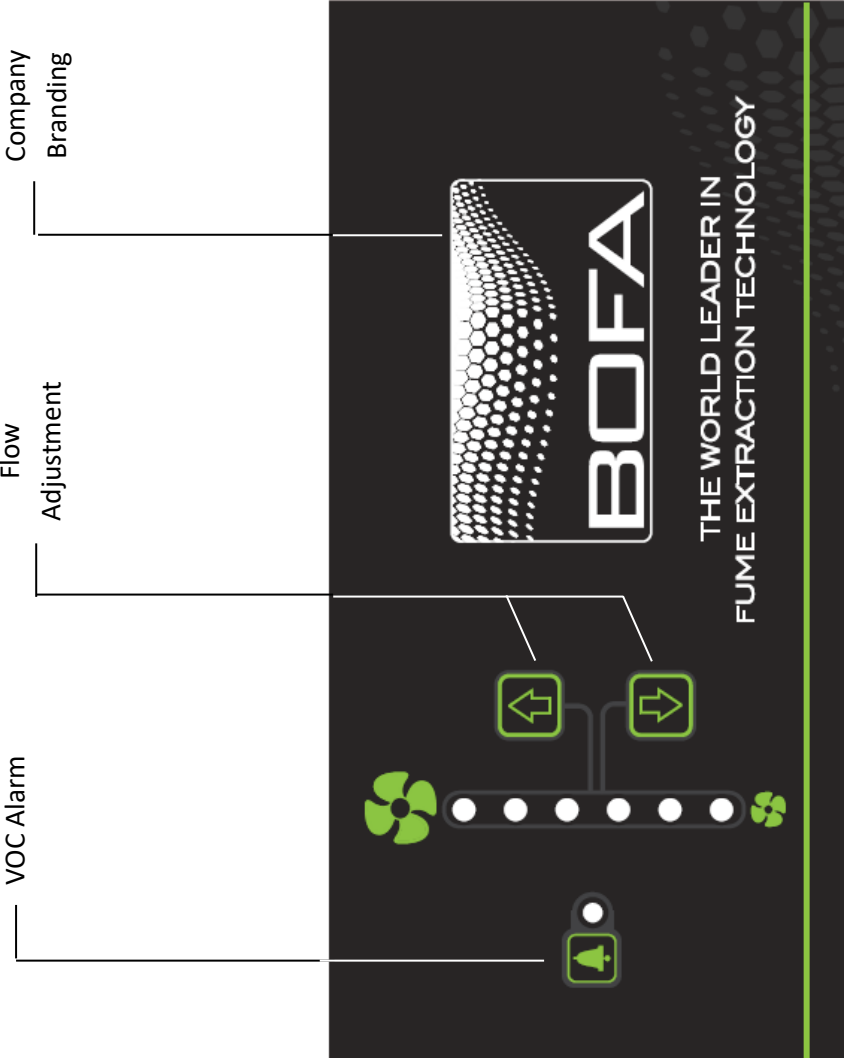 VOC Alarm
Flow
Adjustment
Company
Branding
BOFA
THE WORLD LEADER IN
FUME EXTRACTION TECHNOLOGY